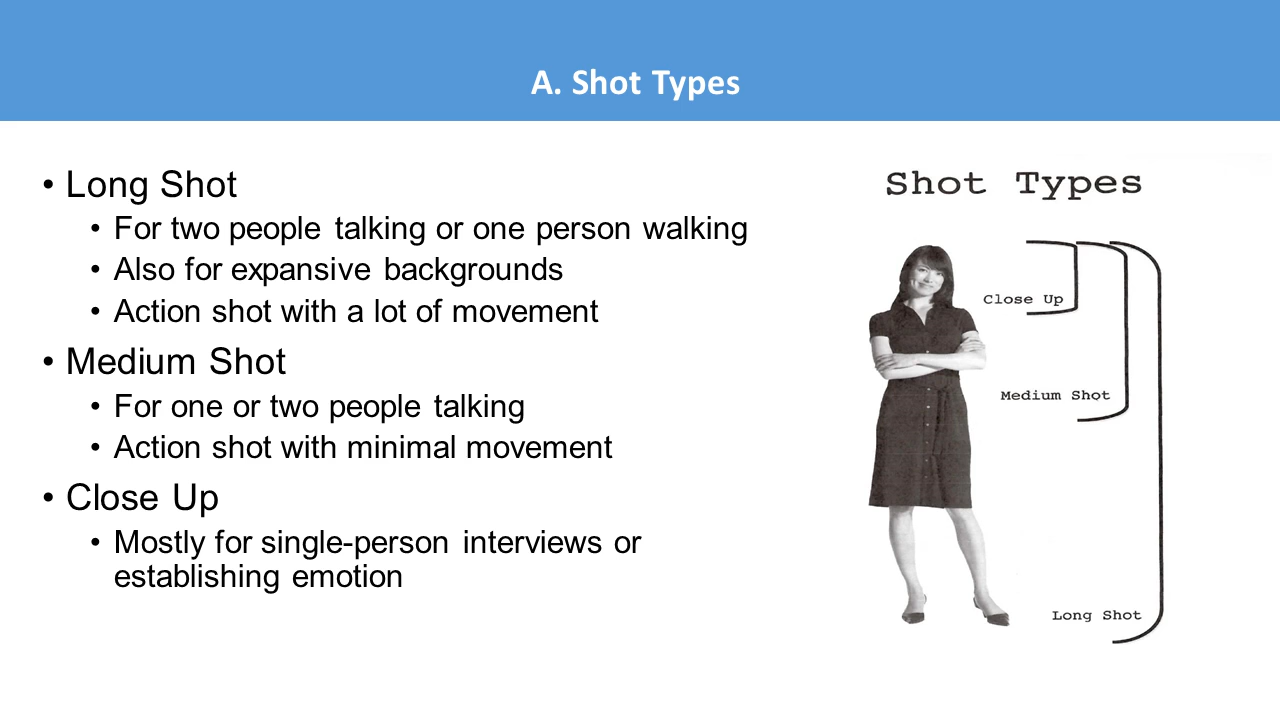 A. Shot Types
• Long Shot
• For two people talking or one person walking
• Also for expansive backgrounds
• Action shot with a lot of movement
• Medium Shot
• For one or two people talking
• Action shot with minimal movement
• Close Up
• Mostly for single-person interviews or
establishing emotion
Shot Types
Close Up
Medium Shot
Long Shot